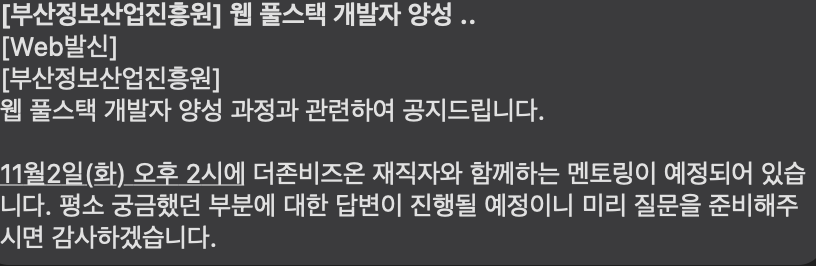 [부산정보산업진흥원] 웹 풀스택 개발자 양성 ..
[Web발신]
[부산정보산업진흥원]
웹 풀스택 개발자 양성 과정과 관련하여 공지드립니다.
11월2일(화) 오후 2시에 더존비즈온 재직자와 함께하는 멘토링이 예정되어 있습
니다. 평소 궁금했던 부분에 대한 답변이 진행될 예정이니 미리 질문을 준비해주
시면 감사하겠습니다.